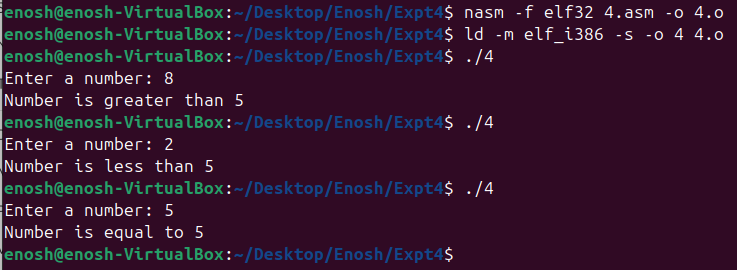 enosh@enosh-VirtualBox:~/Desktop/Enosh/Expt4$ nasm -f elf32 4.asm -o 4.o
enosh@enosh-VirtualBox:~/Desktop/Enosh/Expt4$ ld -m elf_i386 -s -o 4 4.o
enosh@enosh-VirtualBox:~/Desktop/Enosh/Expt4$ ./4
Enter a number: 8
Number is greater than 5
enosh@enosh-VirtualBox:~/Desktop/Enosh/Expt4$ ./4
Enter a number: 2
Number is less than 5
enosh@enosh-VirtualBox:~/Desktop/Enosh/Expt4$ ./4
Enter a number: 5
Number is equal to 5
enosh@enosh-VirtualBox:~/Desktop/Enosh/Expt4$